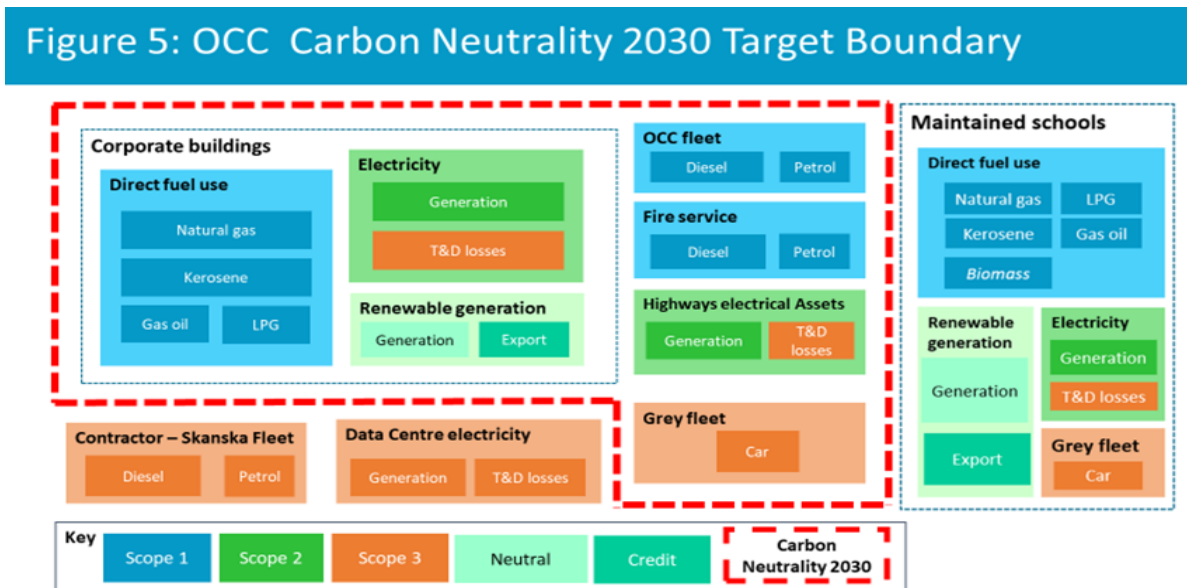 Figure 5: OCC Carbon Neutrality 2030 Target Boundary
Corporate buildings
Direct fuel use
Natural gas
Kerosene
Gas oil
LPG
Electricity
Generation
T&D losses
Renewable generation
Generation
Export
OCC fleet
Diesel
Petrol
Fire service
Diesel
Petrol
Highways electrical Assets
Generation
T&D
losses
Grey fleet
Car
Contractor – Skanska Fleet
Diesel
Petrol
Data Centre electricity
Generation
T&D losses
Maintained schools
Direct fuel use
Natural gas
LPG
Kerosene
Gas oil
Biomass
Renewable
generation
Generation
Export
Electricity
Generation
T&D losses
Grey fleet
Car
Key
Scope 1
Scope 2
Scope 3
Neutral
Credit
Carbon
Neutrality 2030